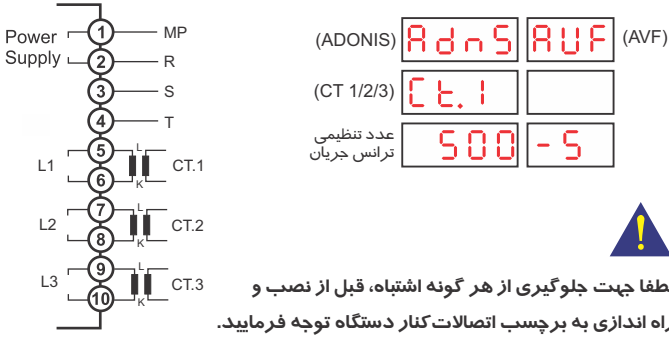 Power
Supply
1
MP
2
R
3
S
4
T
L1
5
L
6
K
CT.1
L2
7
L
8
K
CT.2
L3
9
L
10
K
CT.3
(ADONIS) AdnS AUF (AVF)
(CT 1/2/3) Ct.1
عدد تنظیمی
ترانس جریان
500 -5
لطفا جهت جلوگیری از هر گونه اشتباه، قبل از نصب و
راه اندازی به برچسب اتصالات کنار دستگاه توجه فرمایید.